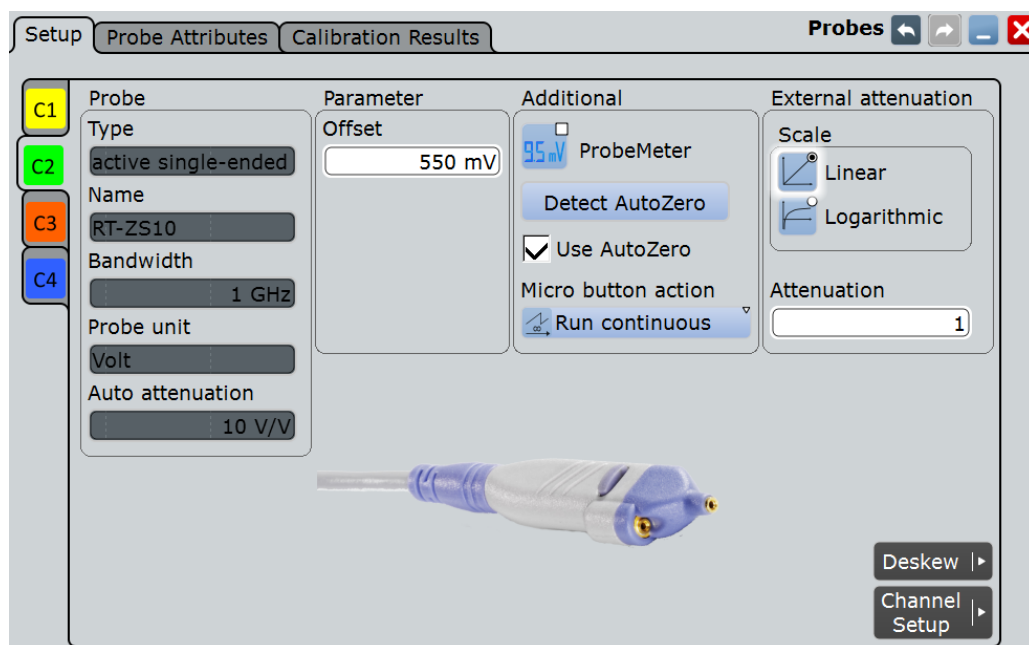 Setup
Probe Attributes
Calibration Results
Probes
C1
C2
C3
C4
Probe
Type
active single-ended
Name
RT-ZS10
Bandwidth
1 GHz
Probe unit
Volt
Auto attenuation
10 V/V
Parameter
Offset
550 mV
Additional
9.5 mV
ProbeMeter
Detect AutoZero
Use AutoZero
Micro button action
Run continuous
External attenuation
Scale
Linear
Logarithmic
Attenuation
1
Deskew
Channel
Setup